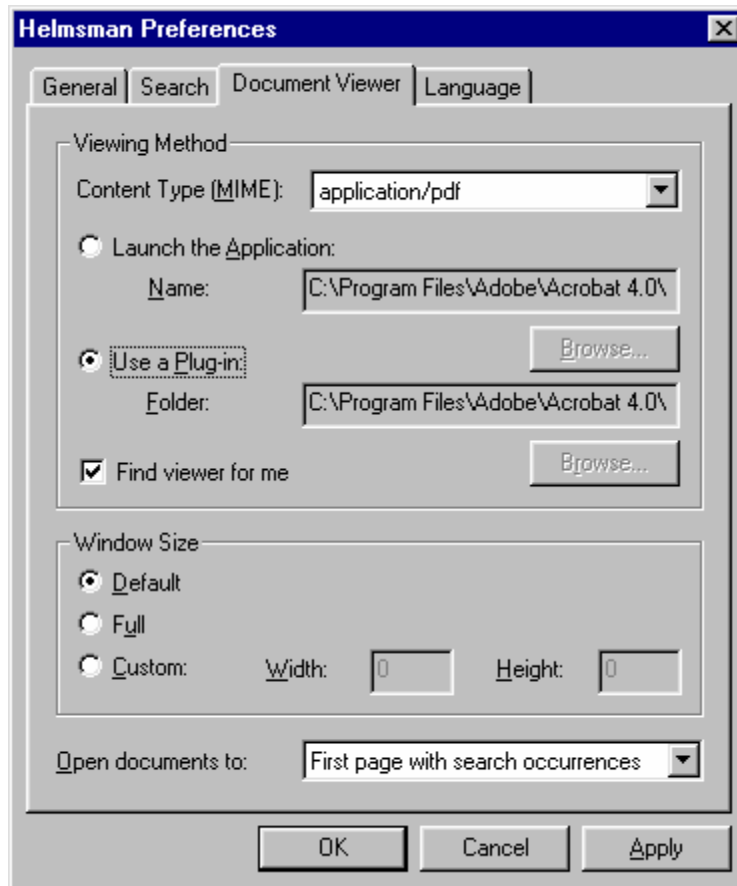 Helmsman Preferences
General Search Document Viewer Language
Viewing Method
Content Type (MIME): application/pdf
Launch the Application:
Name: C:\Program Files\Adobe\Acrobat 4.0\
Browse...
Use a Plug-in:
Folder: C:\Program Files\Adobe\Acrobat 4.0\
Browse...
Find viewer for me
Window Size
Default
Full
Custom: Width: 0 Height: 0
Open documents to: First page with search occurrences
OK Cancel Apply